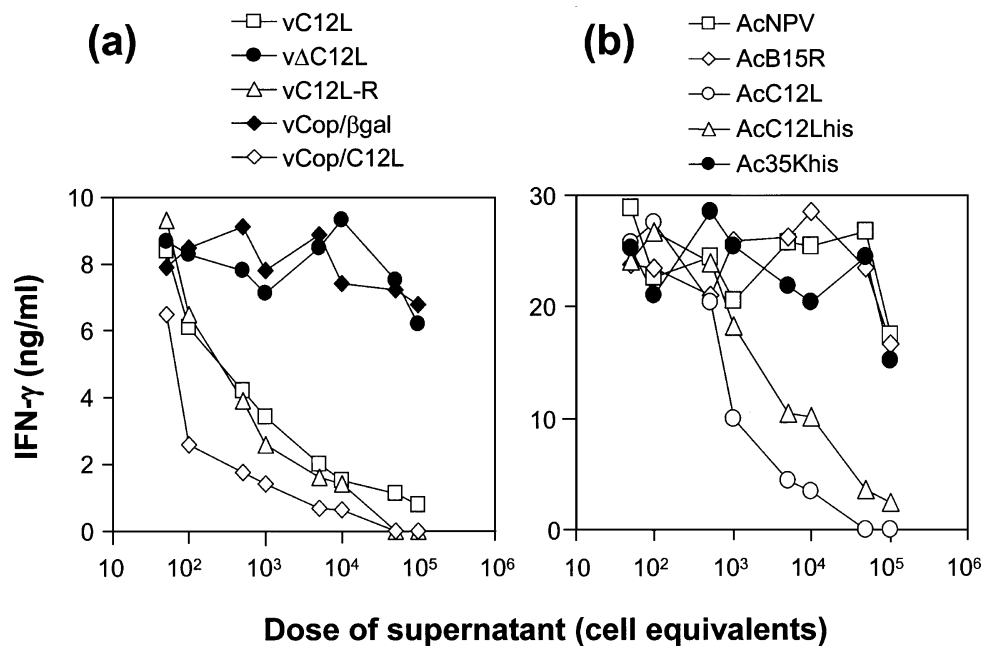 (a)
vC12L
vΔC12L
vC12L-R
vCop/βgal
vCop/C12L
(b)
AcNPV
AcB15R
AcC12L
AcC12Lhis
Ac35Khis
IFN-γ (ng/ml)
10
8
6
4
2
0
10 10² 10³ 10⁴ 10⁵ 10⁶
30
20
10
0
10 10² 10³ 10⁴ 10⁵ 10⁶
Dose of supernatant (cell equivalents)